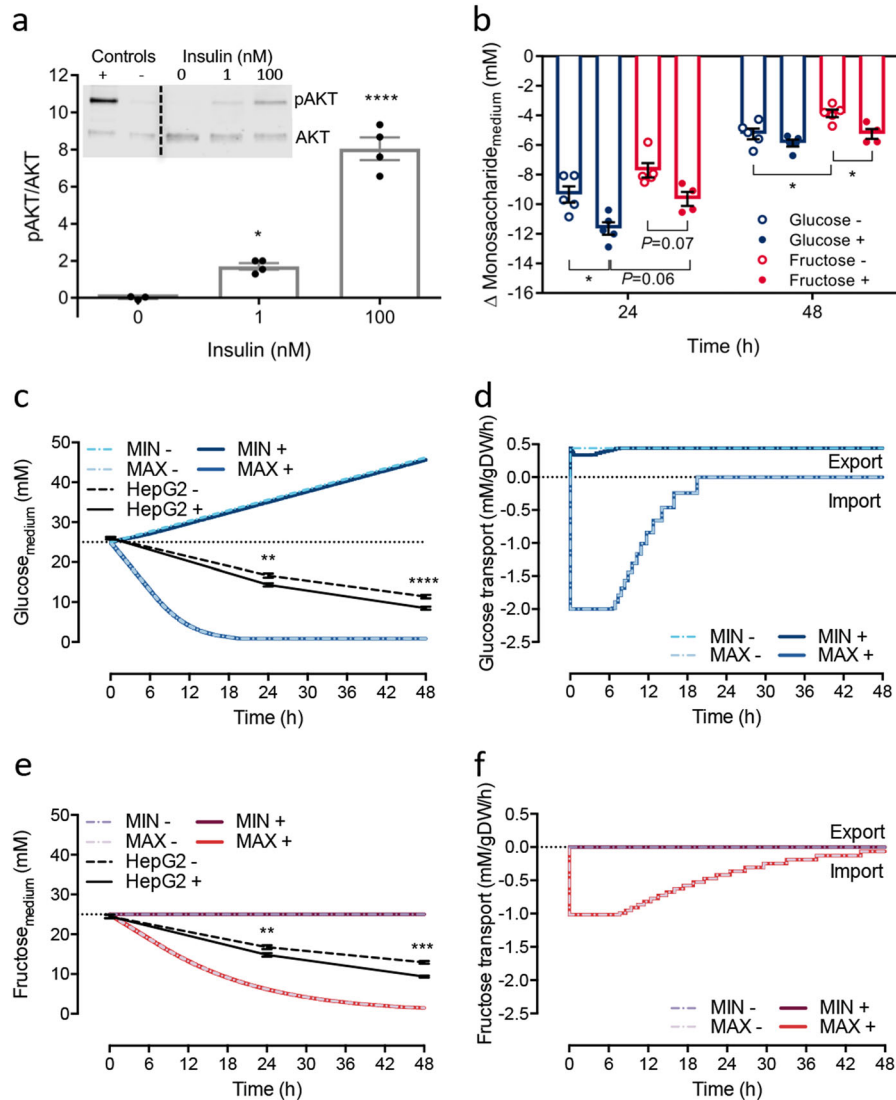 a
Controls Insulin (nM)
+ - 0 1 100
pAKT
AKT
****
*
12
10
8
6
4
2
0
pAKT/AKT
0 1 100
Insulin (nM)
b
0
-2
-4
-6
-8
-10
-12
-14
-16
Δ Monosaccharide medium (mM)
* *
P=0.07
* P=0.06
Glucose -
Glucose +
Fructose -
Fructose +
24 48
Time (h)
c
50
40
30
20
10
0
Glucose medium (mM)
MIN - MIN +
MAX - MAX +
HepG2 -
HepG2 +
** ****
0 6 12 18 24 30 36 42 48
Time (h)
d
0.5
0.0
-0.5
-1.0
-1.5
-2.0
-2.5
Glucose transport (mM/gDW/h)
Export
Import
MIN - MIN +
MAX - MAX +
0 6 12 18 24 30 36 42 48
Time (h)
e
50
40
30
20
10
0
Fructose medium (mM)
MIN - MIN +
MAX - MAX +
HepG2 -
HepG2 +
** ***
0 6 12 18 24 30 36 42 48
Time (h)
f
0.5
0.0
-0.5
-1.0
-1.5
-2.0
-2.5
Fructose transport (mM/gDW/h)
Export
Import
MIN - MIN +
MAX - MAX +
0 6 12 18 24 30 36 42 48
Time (h)